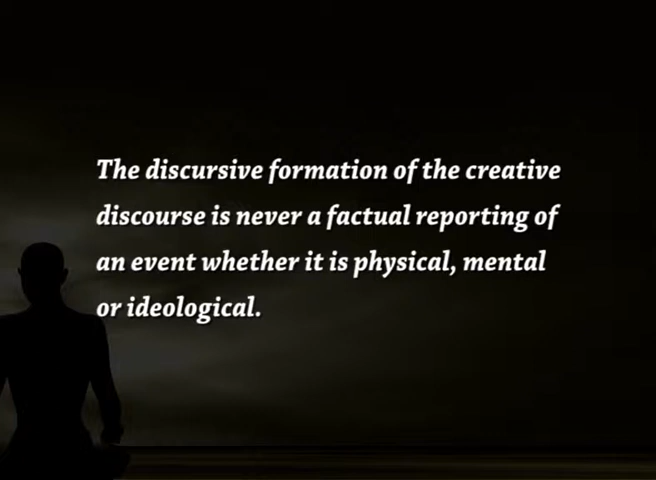 The discursive formation of the creative
discourse is never a factual reporting of
an event whether it is physical, mental
or ideological.